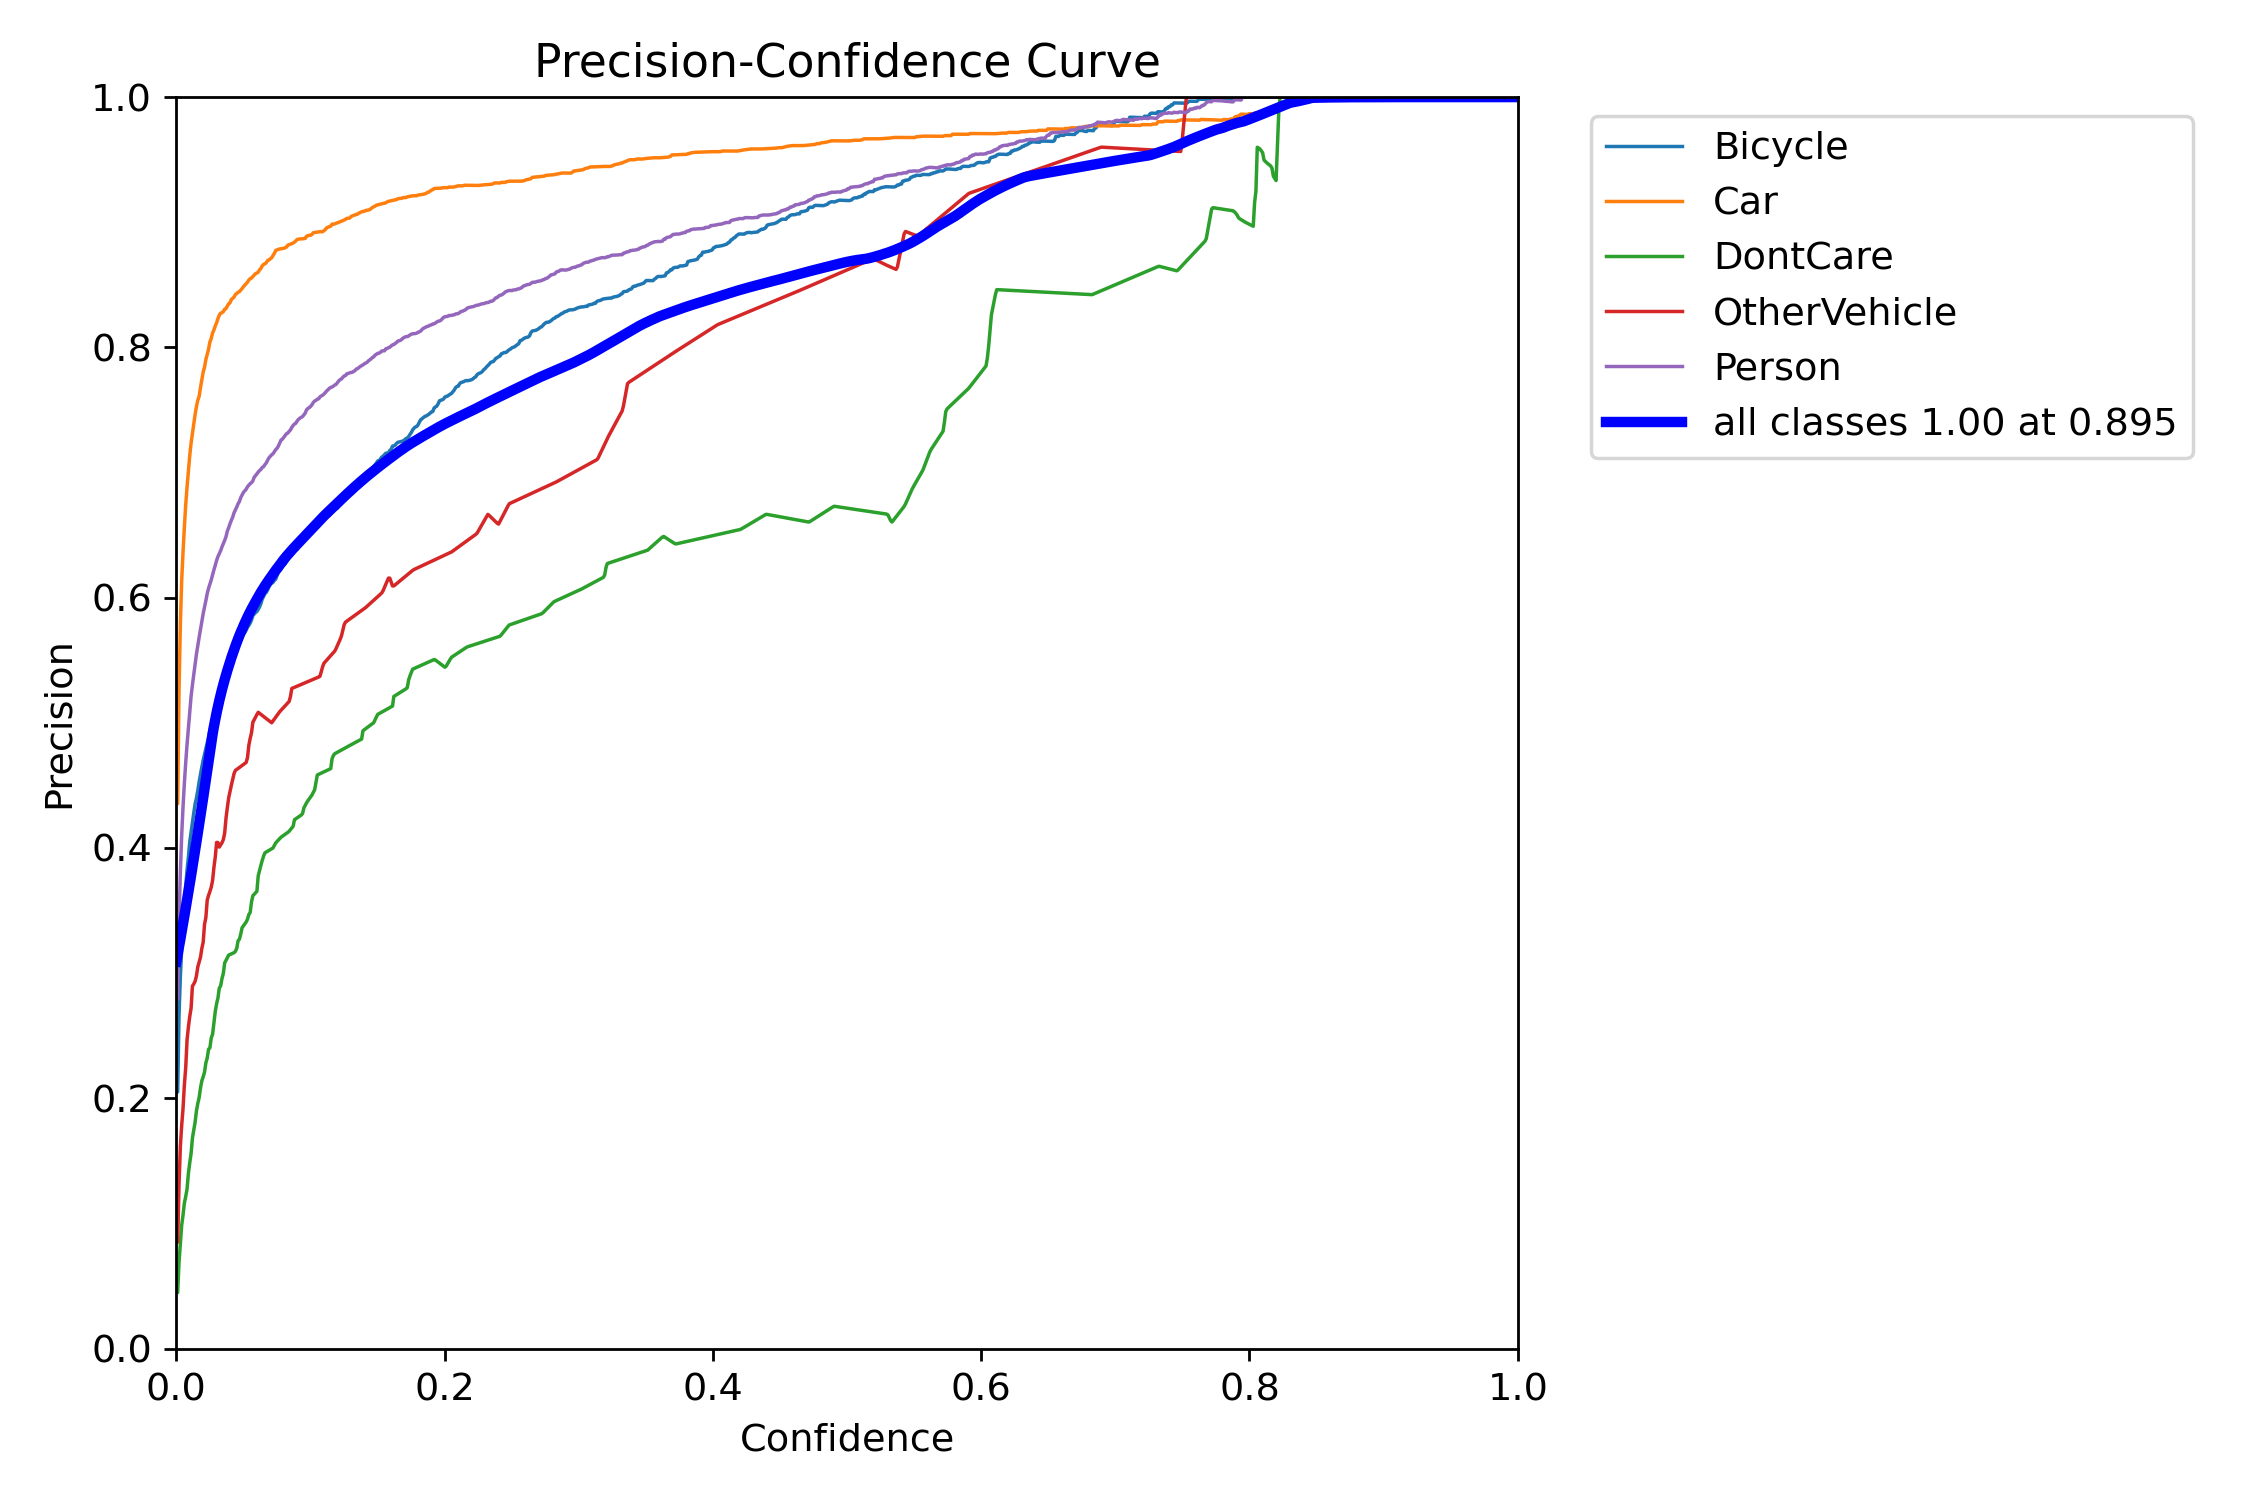 Precision-Confidence Curve
1.0
0.8
0.6
0.4
0.2
0.0
Precision
0.0 0.2 0.4 0.6 0.8 1.0
Confidence
Bicycle
Car
DontCare
OtherVehicle
Person
all classes 1.00 at 0.895